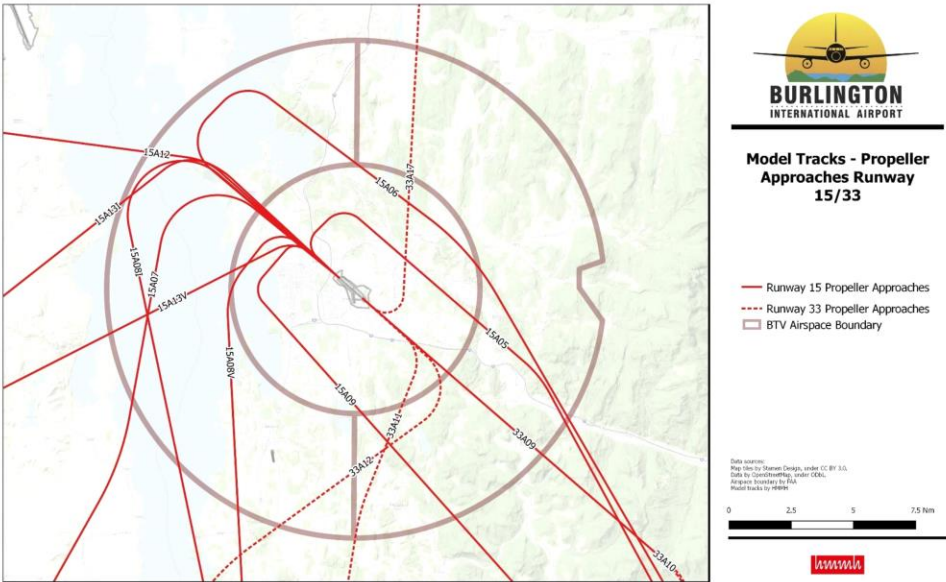 15A12
15A13I
15A08I
15A07
15A13V
15A08V
15A06
33A17
15A05
15A09
33A11
33A12
33A09
33A10
BURLINGTON
INTERNATIONAL AIRPORT
Model Tracks - Propeller
Approaches Runway
15/33
Runway 15 Propeller Approaches
Runway 33 Propeller Approaches
BTV Airspace Boundary
Data sources:
Map tiles by Stamen Design, under CC BY 3.0.
Data by OpenStreetMap, under ODbL.
Airspace boundary by FAA
Model tracks by HMMH
0 2.5 5 7.5 Nm
hmmh